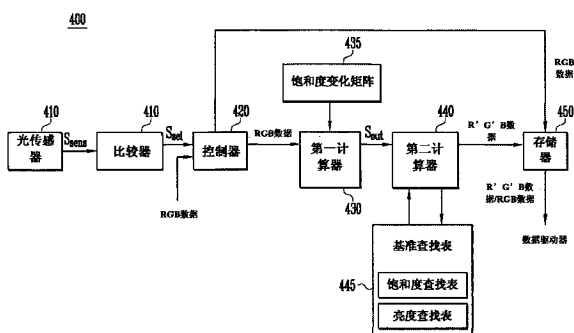 400
435
饱和度变化矩阵
RGB
数据
410
410
420
440
450
光传感
器
Ssens
比较器
Ssel
控制器
RGB数据
第一计
算器
Sout
第二计
算器
R'G'B数
据
存储
器
430
RGB数据
R'G'B数
据/RGB数据
数据驱动器
445
基准查找表
饱和度查找表
亮度查找表